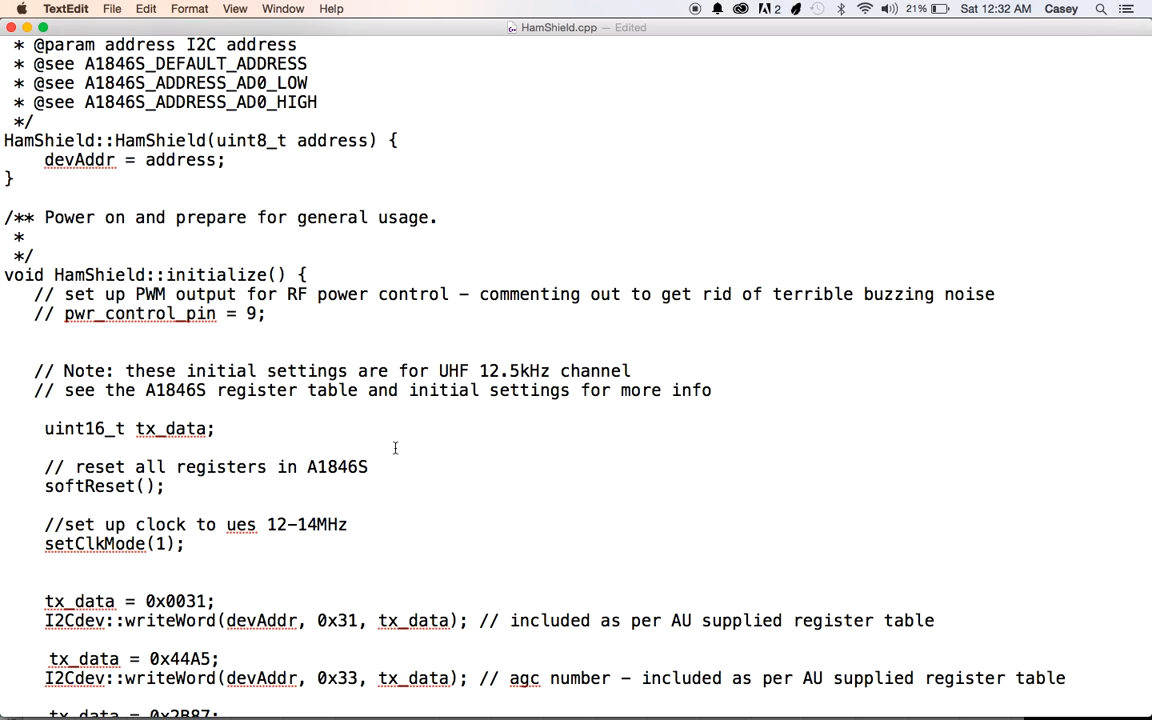 TextEdit File Edit Format View Window Help 2 21% Sat 12:32 AM Casey
HamShield.cpp — Edited
* @param address I2C address
* @see A1846S_DEFAULT_ADDRESS
* @see A1846S_ADDRESS_AD0_LOW
* @see A1846S_ADDRESS_AD0_HIGH
*/
HamShield::HamShield(uint8_t address) {
devAddr = address;
}
/** Power on and prepare for general usage.
*
*/
void HamShield::initialize() {
// set up PWM output for RF power control - commenting out to get rid of terrible buzzing noise
// pwr_control_pin = 9;
// Note: these initial settings are for UHF 12.5kHz channel
// see the A1846S register table and initial settings for more info
uint16_t tx_data;
// reset all registers in A1846S
softReset();
//set up clock to ues 12-14MHz
setClkMode(1);
tx_data = 0x0031;
I2Cdev::writeWord(devAddr, 0x31, tx_data); // included as per AU supplied register table
tx_data = 0x44A5;
I2Cdev::writeWord(devAddr, 0x33, tx_data); // agc number - included as per AU supplied register table
tx_data = 0x2B87;